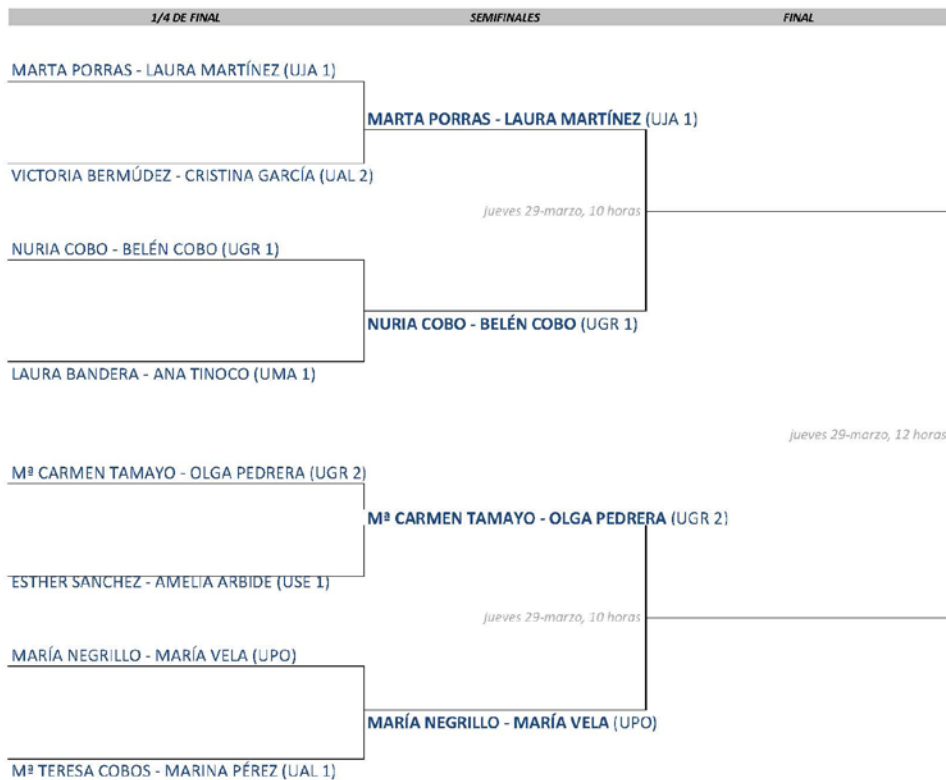 1/4 DE FINAL SEMIFINALES FINAL
MARTA PORRAS - LAURA MARTÍNEZ (UJA 1)
MARTA PORRAS - LAURA MARTÍNEZ (UJA 1)
VICTORIA BERMÚDEZ - CRISTINA GARCÍA (UAL 2)
jueves 29-marzo, 10 horas
NURIA COBO - BELÉN COBO (UGR 1)
NURIA COBO - BELÉN COBO (UGR 1)
LAURA BANDERA - ANA TINOCO (UMA 1)
jueves 29-marzo, 12 horas
Mª CARMEN TAMAYO - OLGA PEDRERA (UGR 2)
Mª CARMEN TAMAYO - OLGA PEDRERA (UGR 2)
ESTHER SANCHEZ - AMELIA ARBIDE (USE 1)
jueves 29-marzo, 10 horas
MARÍA NEGRILLO - MARÍA VELA (UPO)
MARÍA NEGRILLO - MARÍA VELA (UPO)
Mª TERESA COBOS - MARINA PÉREZ (UAL 1)